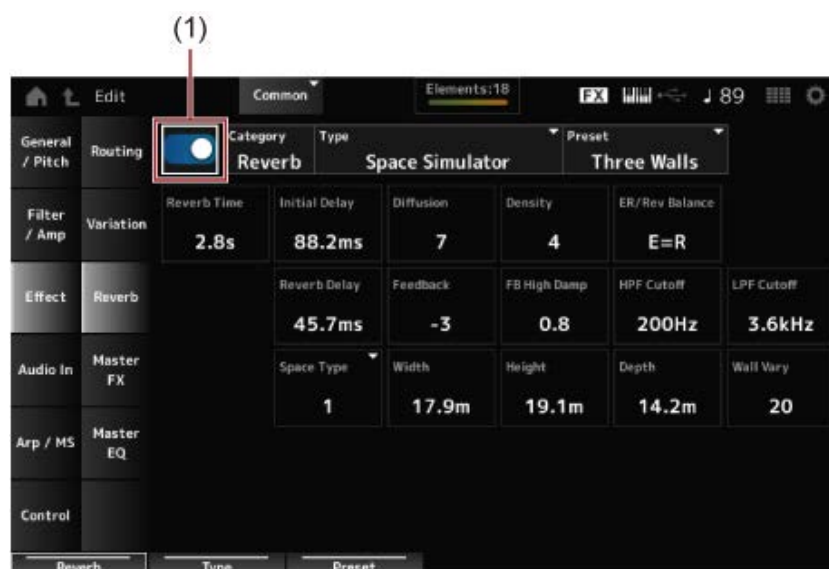 (1)
Edit
Common
Elements:18
FX
♩ 89
General / Pitch
Routing
Category
Reverb
Type
Space Simulator
Preset
Three Walls
Filter / Amp
Variation
Reverb Time
2.8s
Initial Delay
88.2ms
Diffusion
7
Density
4
ER/Rev Balance
E=R
Effect
Reverb
Reverb Delay
45.7ms
Feedback
-3
FB High Damp
0.8
HPF Cutoff
200Hz
LPF Cutoff
3.6kHz
Audio In
Master FX
Space Type
1
Width
17.9m
Height
19.1m
Depth
14.2m
Wall Vary
20
Arp / MS
Master EQ
Control
Reverb
Type
Preset